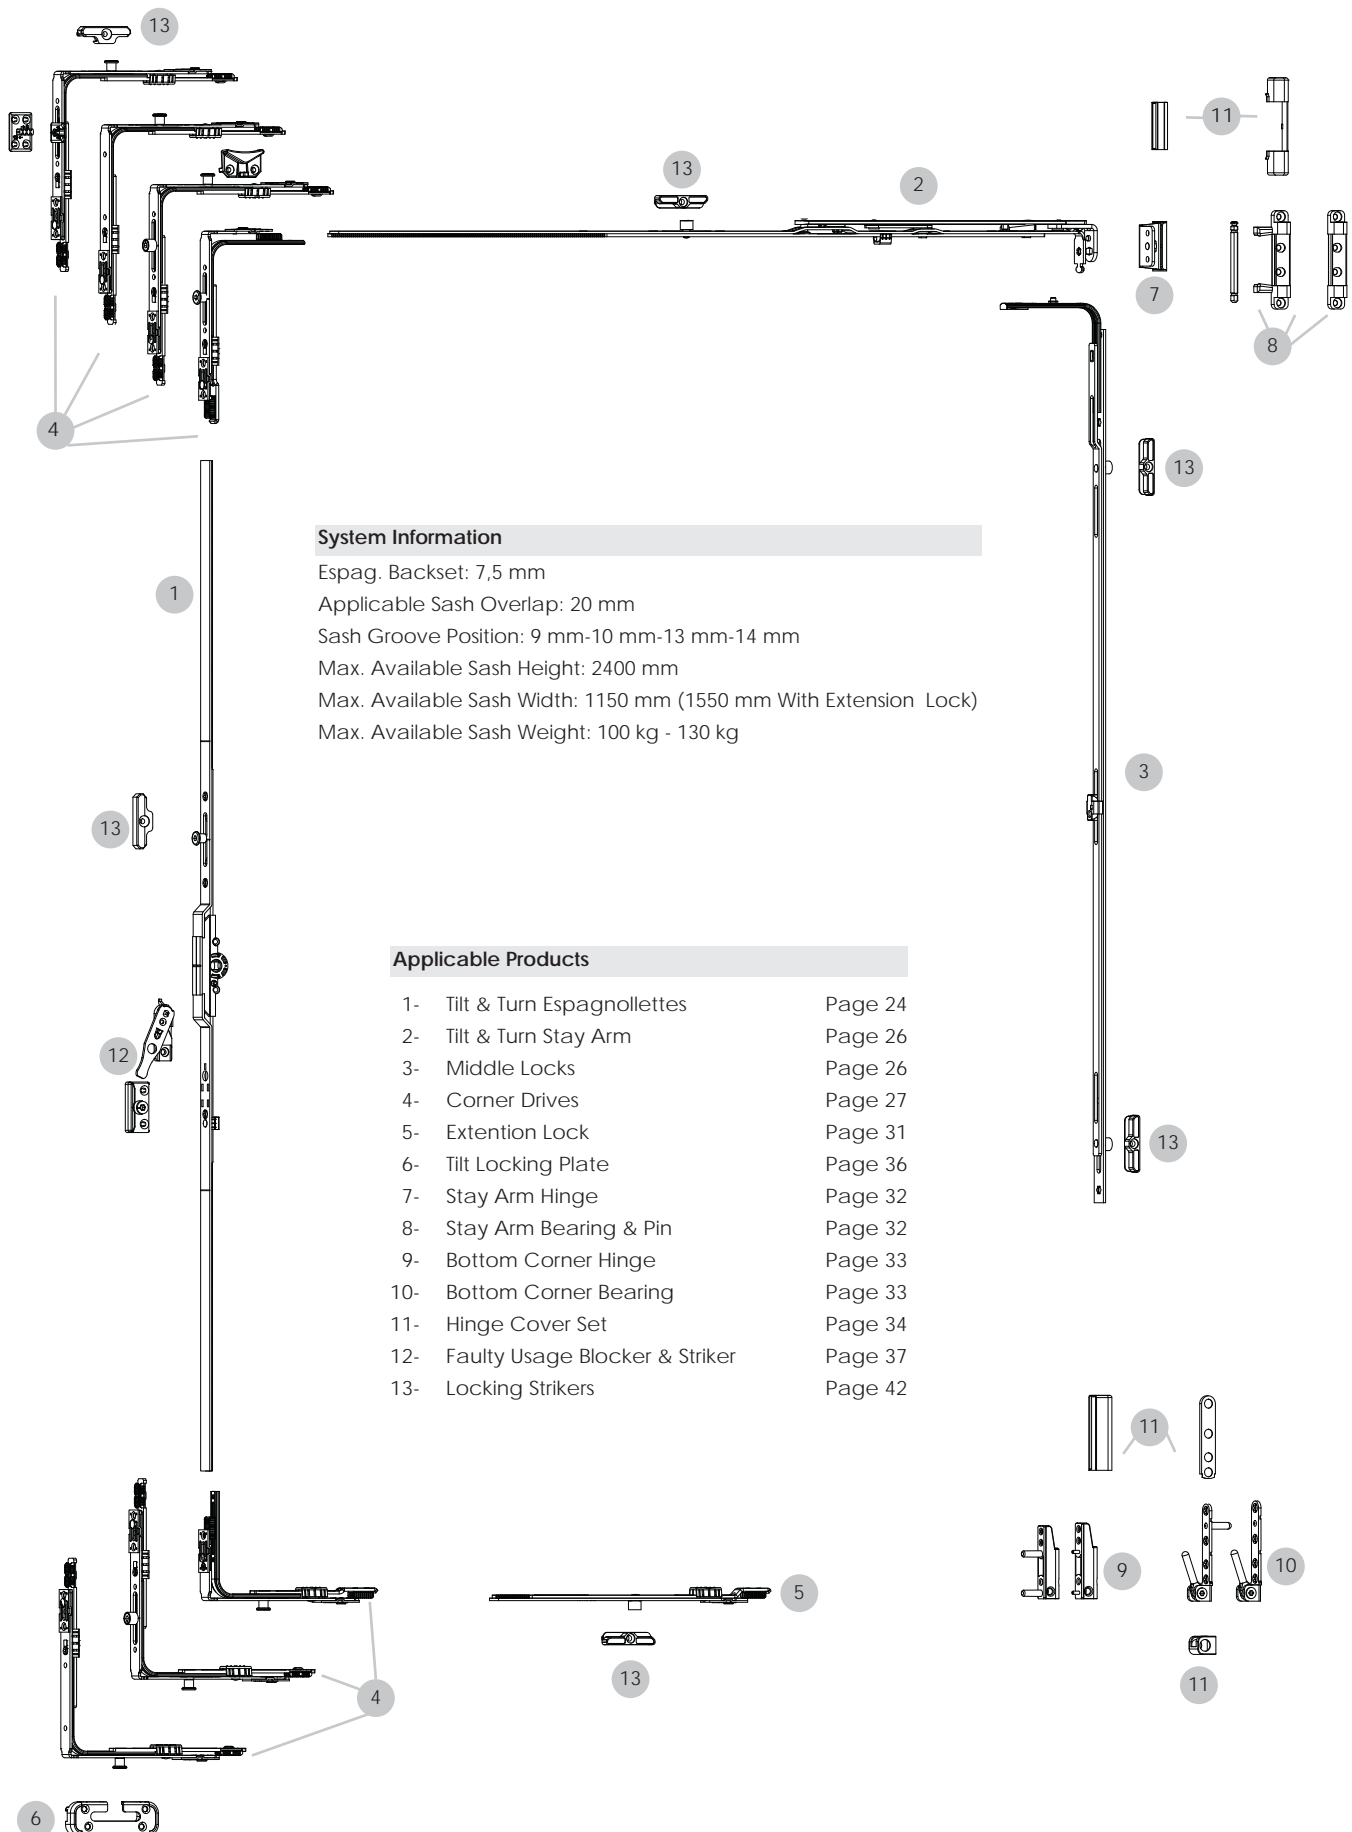 13
11
13
2
7
8
4
13
System Information
Espag. Backset: 7,5 mm
Applicable Sash Overlap: 20 mm
Sash Groove Position: 9 mm-10 mm-13 mm-14 mm
Max. Available Sash Height: 2400 mm
Max. Available Sash Width: 1150 mm (1550 mm With Extension Lock)
Max. Available Sash Weight: 100 kg - 130 kg
1
3
13
12
Applicable Products
1- Tilt & Turn Espagnollettes Page 24
2- Tilt & Turn Stay Arm Page 26
3- Middle Locks Page 26
4- Corner Drives Page 27
5- Extention Lock Page 31
6- Tilt Locking Plate Page 36
7- Stay Arm Hinge Page 32
8- Stay Arm Bearing & Pin Page 32
9- Bottom Corner Hinge Page 33
10- Bottom Corner Bearing Page 33
11- Hinge Cover Set Page 34
12- Faulty Usage Blocker & Striker Page 37
13- Locking Strikers Page 42
13
11
9
10
5
13
11
4
6